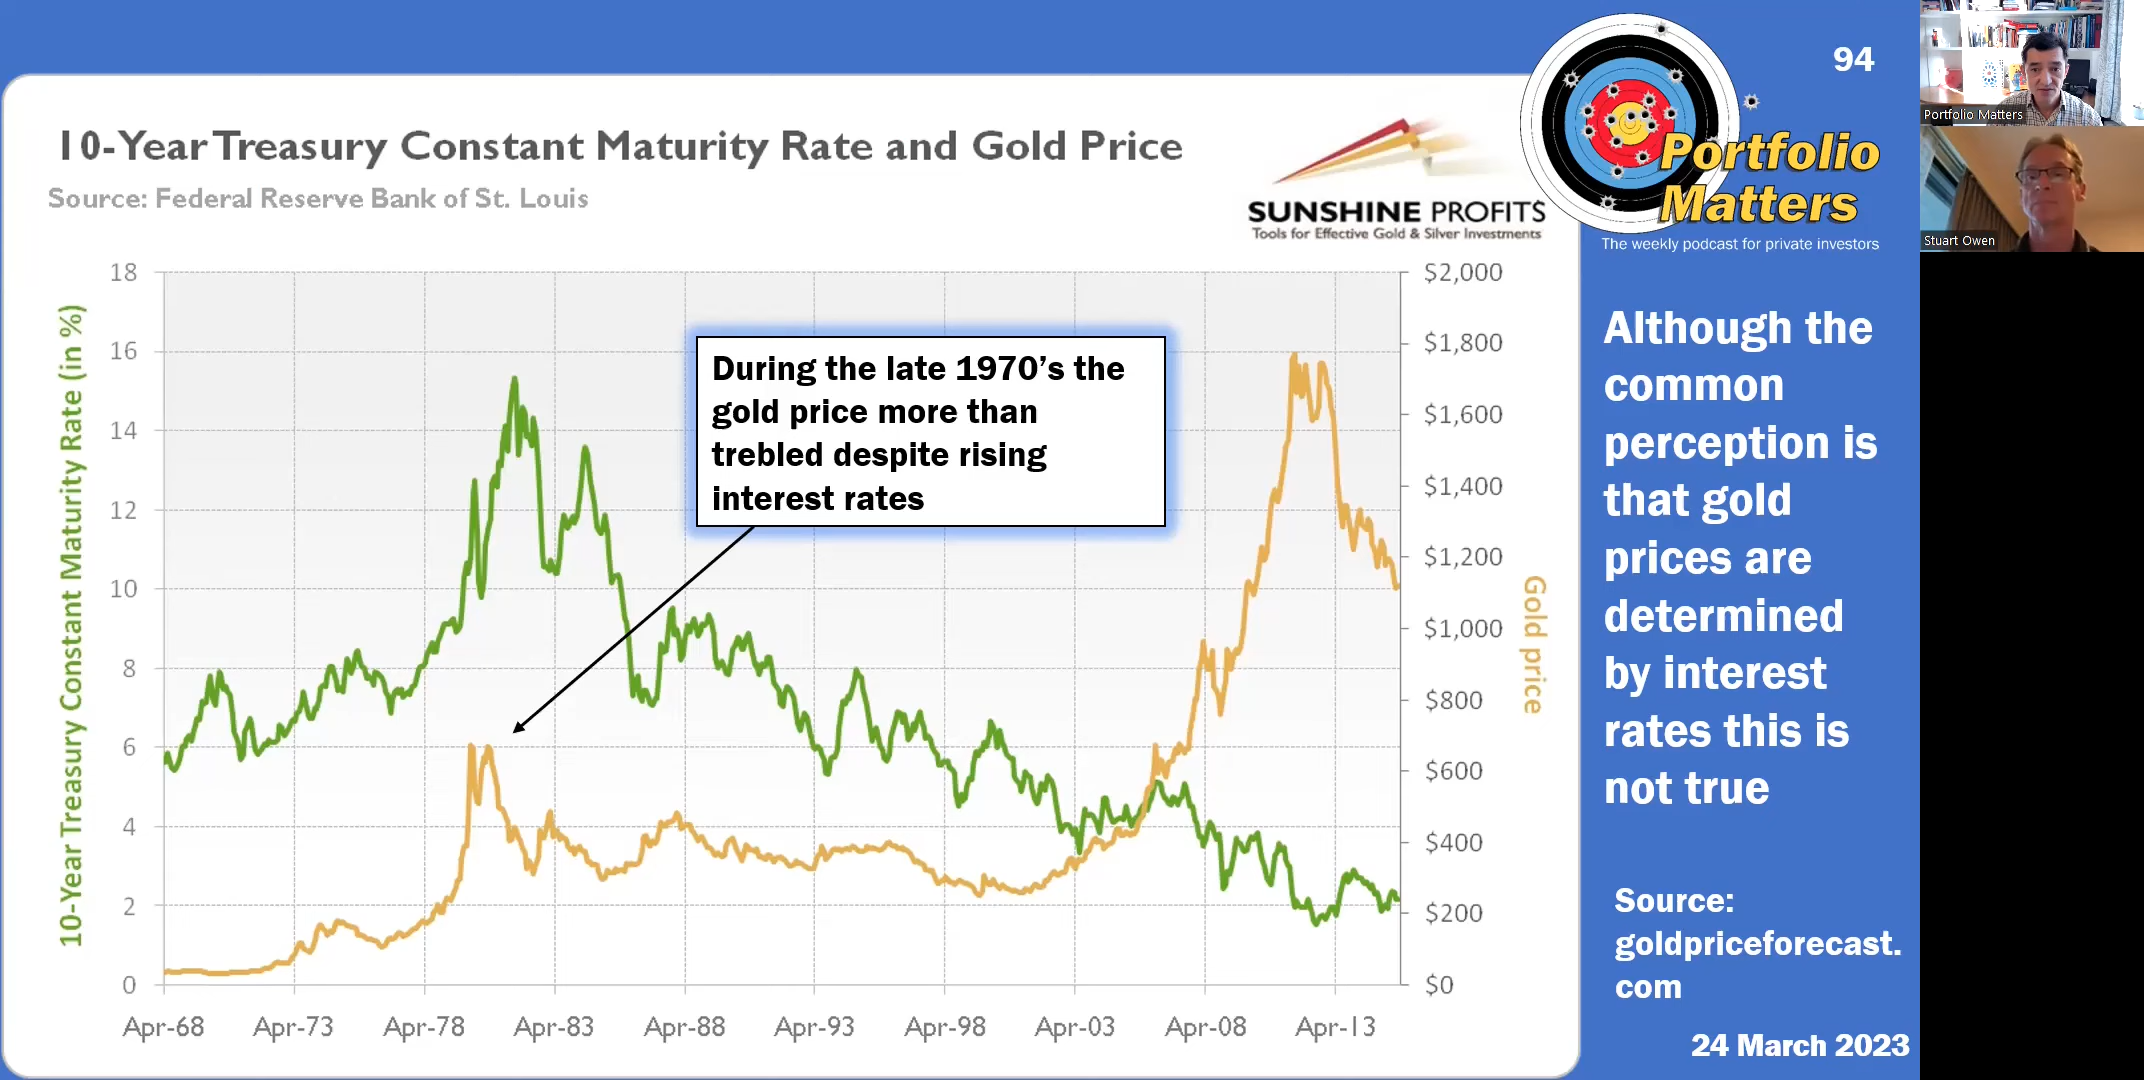 10-Year Treasury Constant Maturity Rate and Gold Price
Source: Federal Reserve Bank of St. Louis
SUNSHINE PROFITS
Tools for Effective Gold & Silver Investments
Portfolio
Matters
The weekly podcast for private investors
94
Portfolio Matters
Stuart Owen
10-Year Treasury Constant Maturity Rate (in %)
18
16
14
12
10
8
6
4
2
0
During the late 1970’s the
gold price more than
trebled despite rising
interest rates
$2,000
$1,800
$1,600
$1,400
$1,200
$1,000
$800
$600
$400
$200
$0
Gold price
Apr-68 Apr-73 Apr-78 Apr-83 Apr-88 Apr-93 Apr-98 Apr-03 Apr-08 Apr-13
Although the
common
perception is
that gold
prices are
determined
by interest
rates this is
not true
Source:
goldpriceforecast.
com
24 March 2023